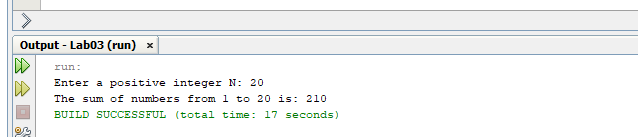 Output - Lab03 (run) ×
run:
Enter a positive integer N: 20
The sum of numbers from 1 to 20 is: 210
BUILD SUCCESSFUL (total time: 17 seconds)